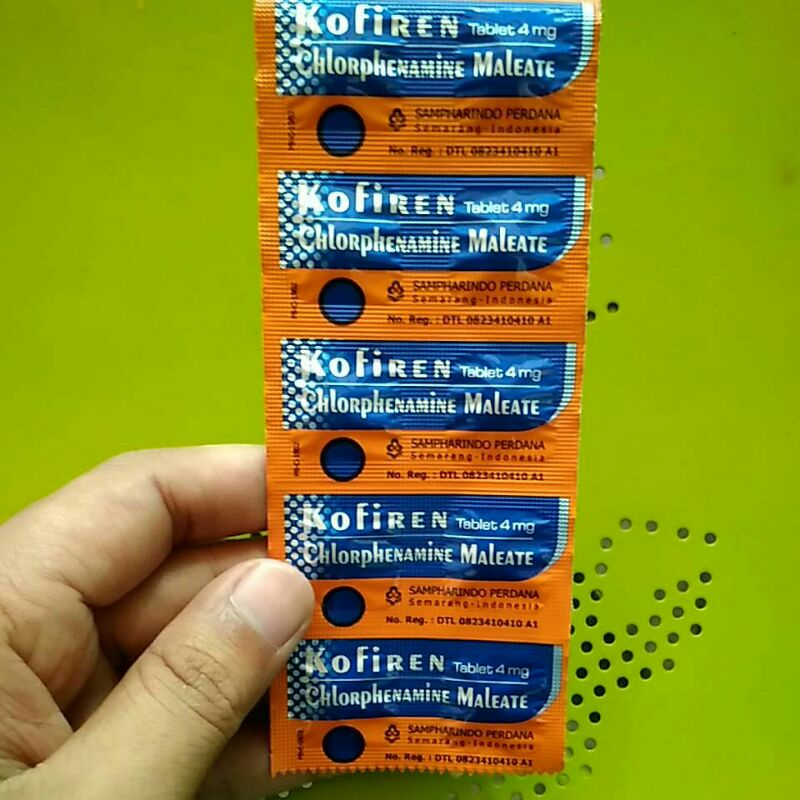 KofiREN Tablet 4 mg
Chlorphenamine Maleate
SAMPHARINDO PERDANA
Semarang-Indonesia
No. Reg. : DTL 0823410410 A1
KofiREN Tablet 4 mg
Chlorphenamine Maleate
SAMPHARINDO PERDANA
Semarang-Indonesia
No. Reg. : DTL 0823410410 A1
KofiREN Tablet 4 mg
Chlorphenamine Maleate
SAMPHARINDO PERDANA
Semarang-Indonesia
No. Reg. : DTL 0823410410 A1
KofiREN Tablet 4 mg
Chlorphenamine Maleate
SAMPHARINDO PERDANA
Semarang-Indonesia
No. Reg. : DTL 0823410410 A1
KofiREN Tablet 4 mg
Chlorphenamine Maleate
SAMPHARINDO PERDANA
Semarang-Indonesia
No. Reg. : DTL 0823410410 A1